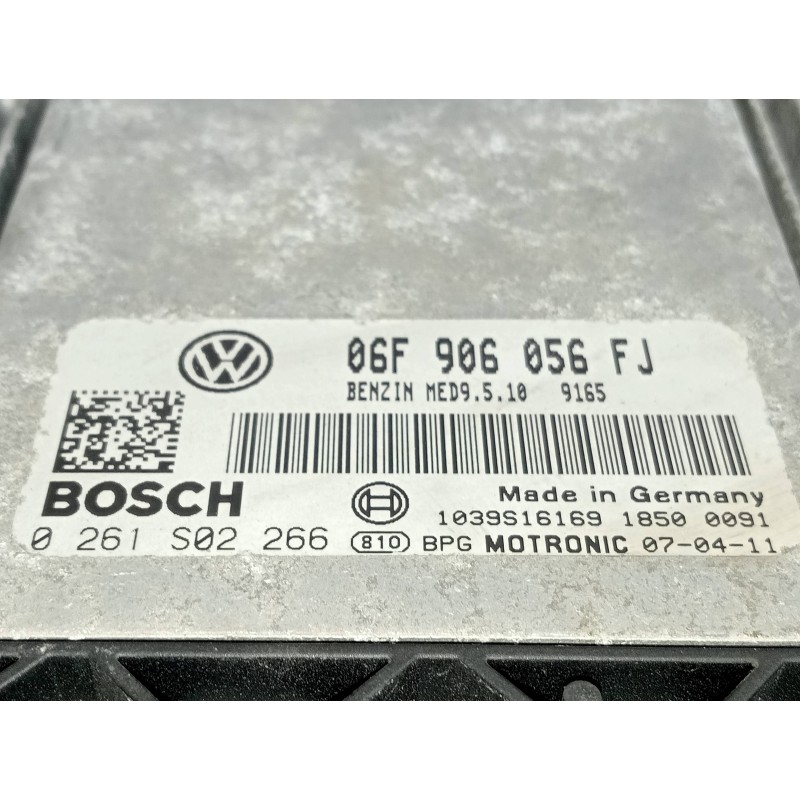 06F 906 056 FJ
BENZIN MED9.5.10 9165
BOSCH
Made in Germany
1039S16169 1850 0091
0 261 S02 266
810 BPG MOTRONIC 07-04-11